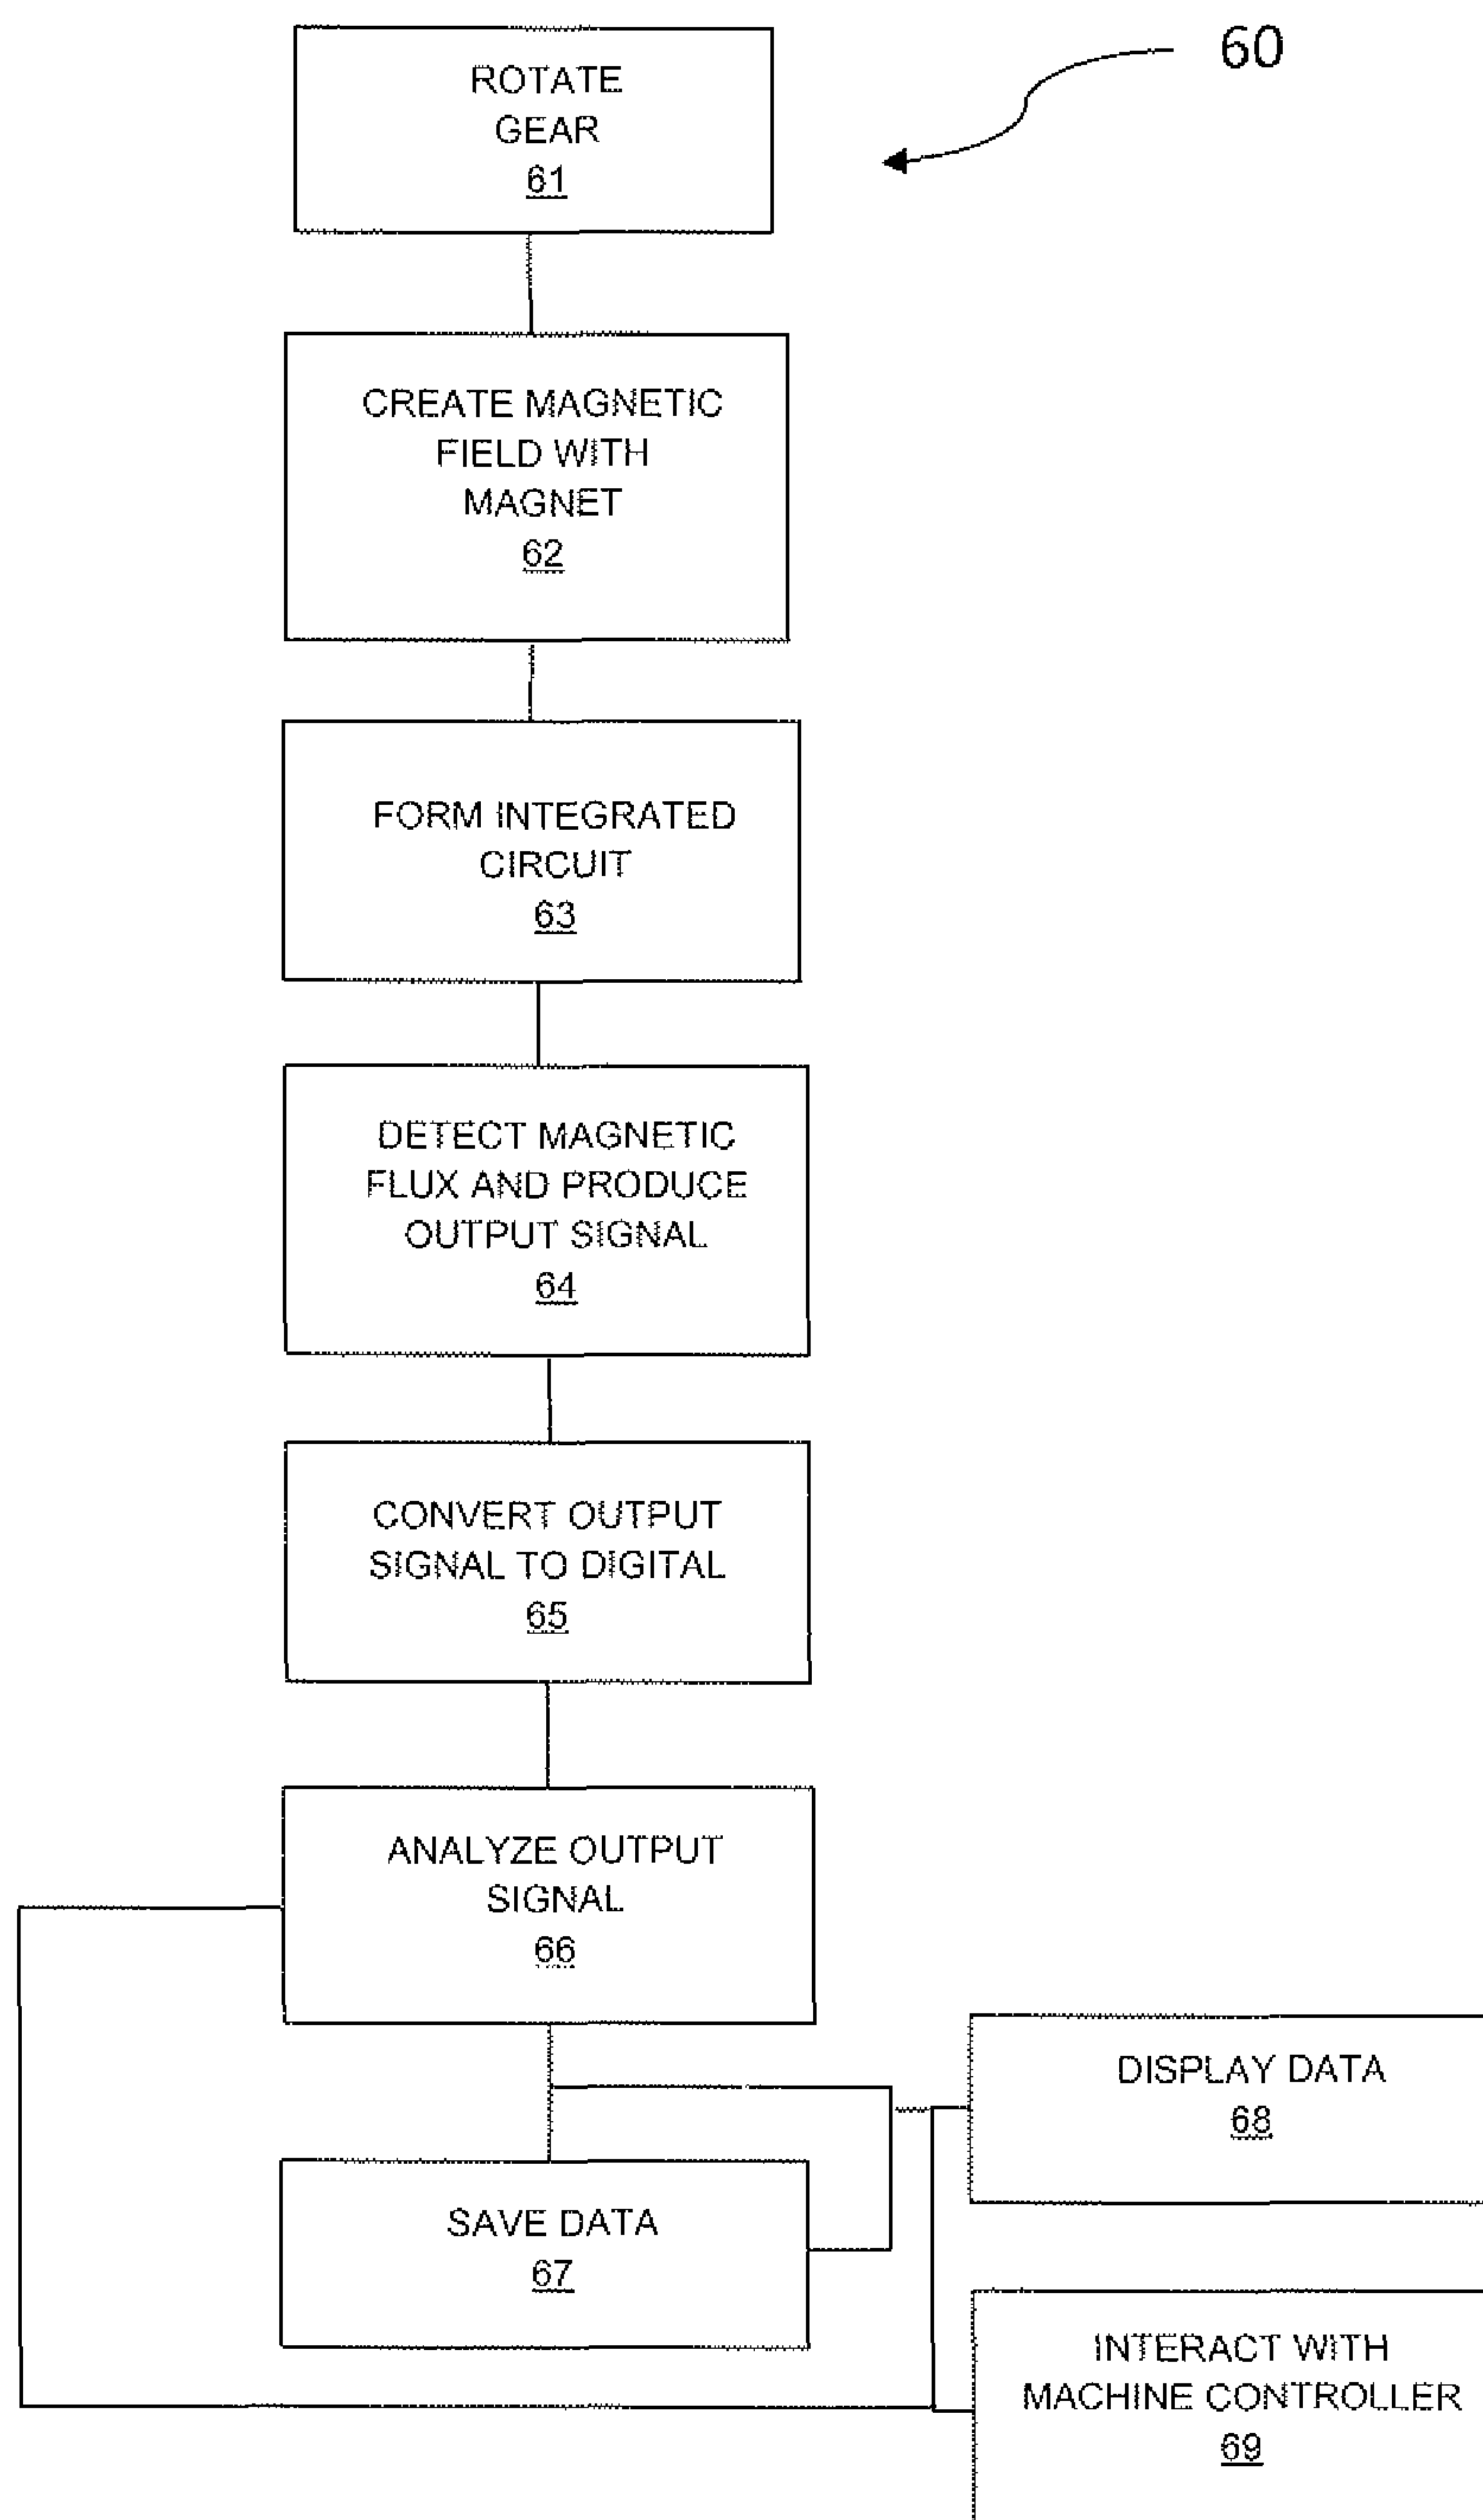 60
ROTATE
GEAR
61
CREATE MAGNETIC
FIELD WITH
MAGNET
62
FORM INTEGRATED
CIRCUIT
63
DETECT MAGNETIC
FLUX AND PRODUCE
OUTPUT SIGNAL
64
CONVERT OUTPUT
SIGNAL TO DIGITAL
65
ANALYZE OUTPUT
SIGNAL
66
DISPLAY DATA
68
SAVE DATA
67
INTERACT WITH
MACHINE CONTROLLER
69